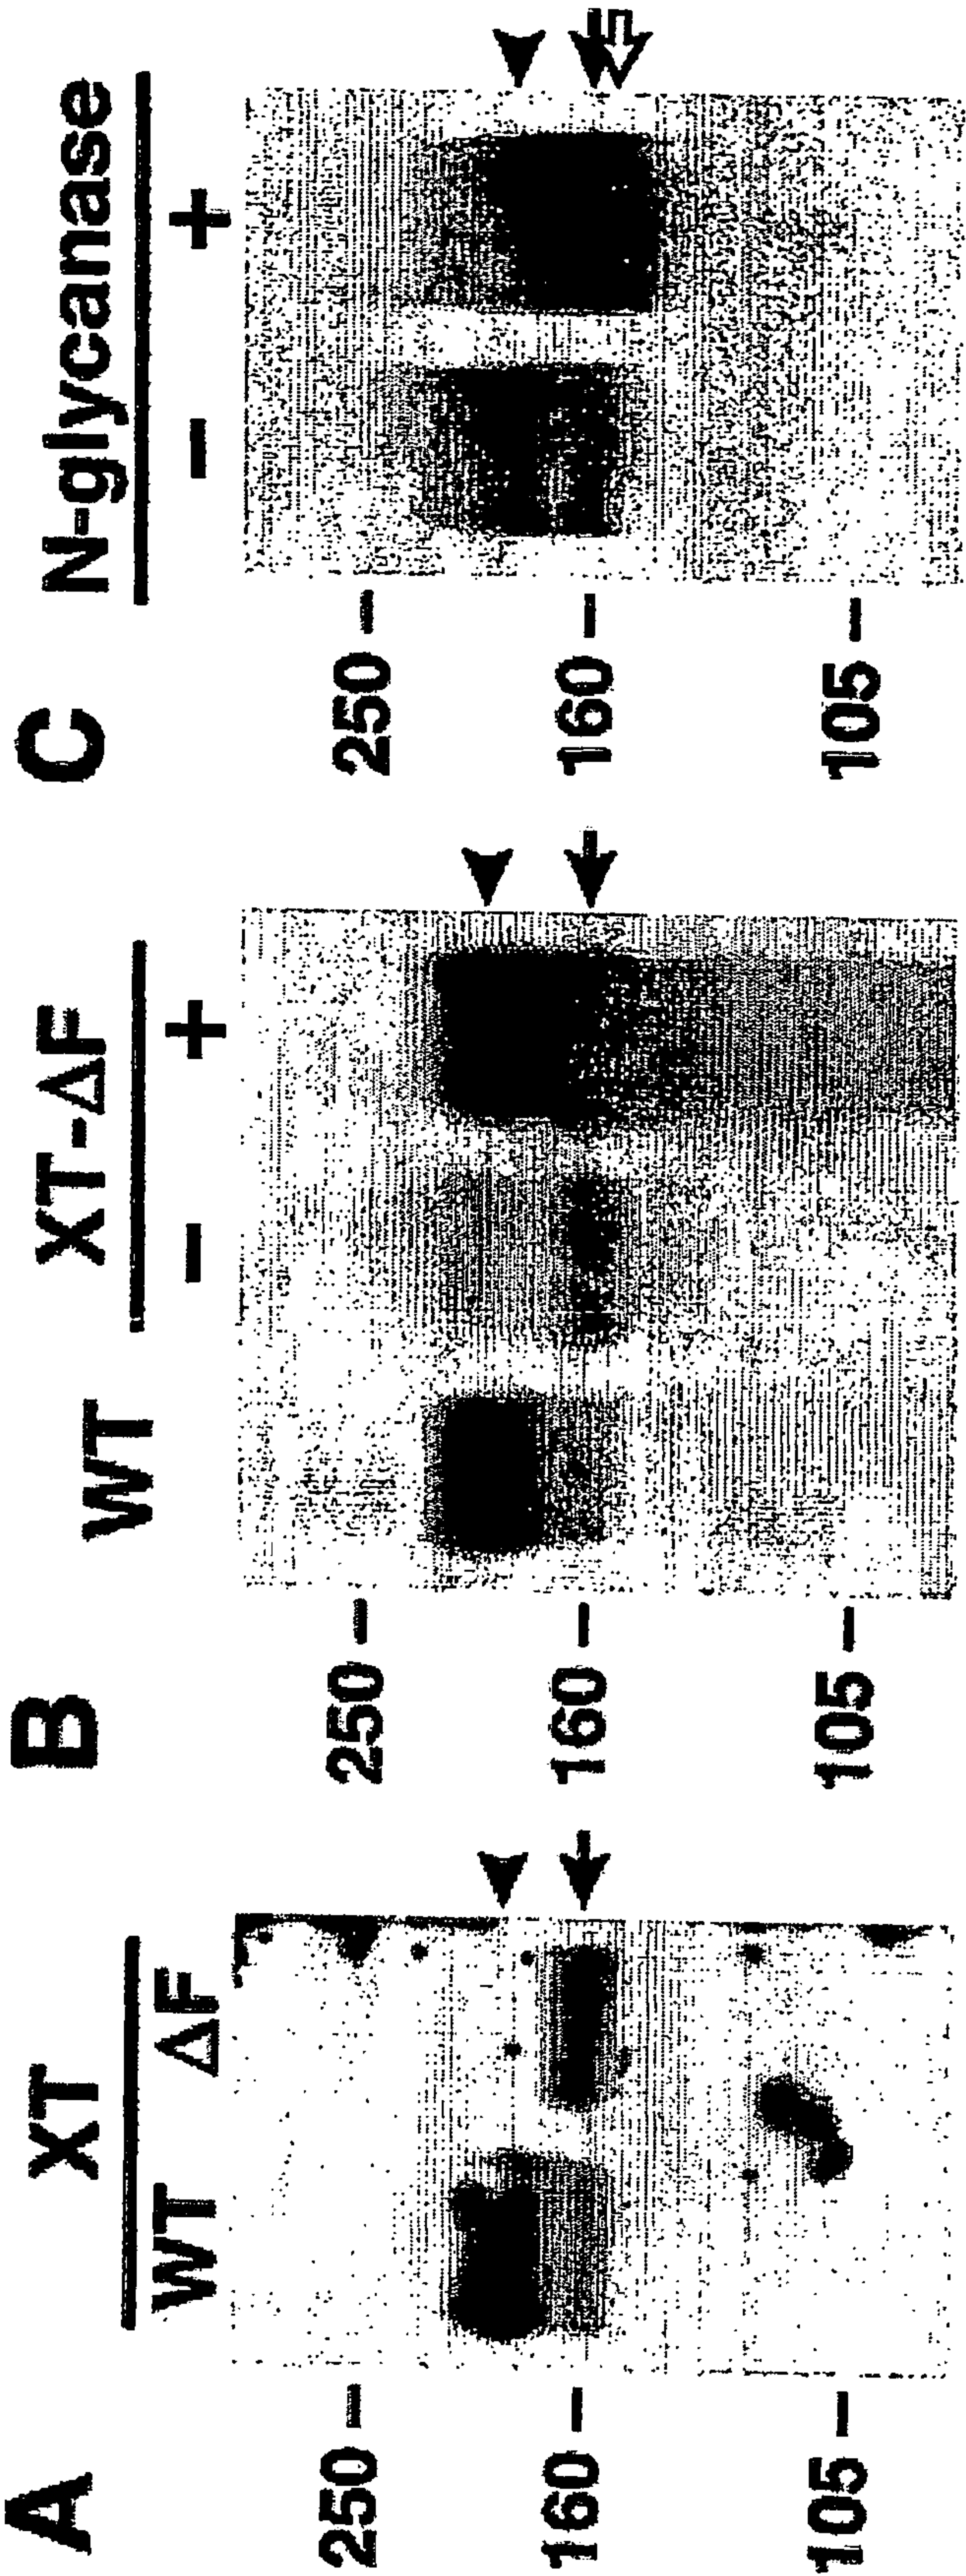 A
XT
WT ΔF
250 –
160 –
105 –
B
WT XT-ΔF
– +
250 –
160 –
105 –
C
N-glycanase
– +
250 –
160 –
105 –